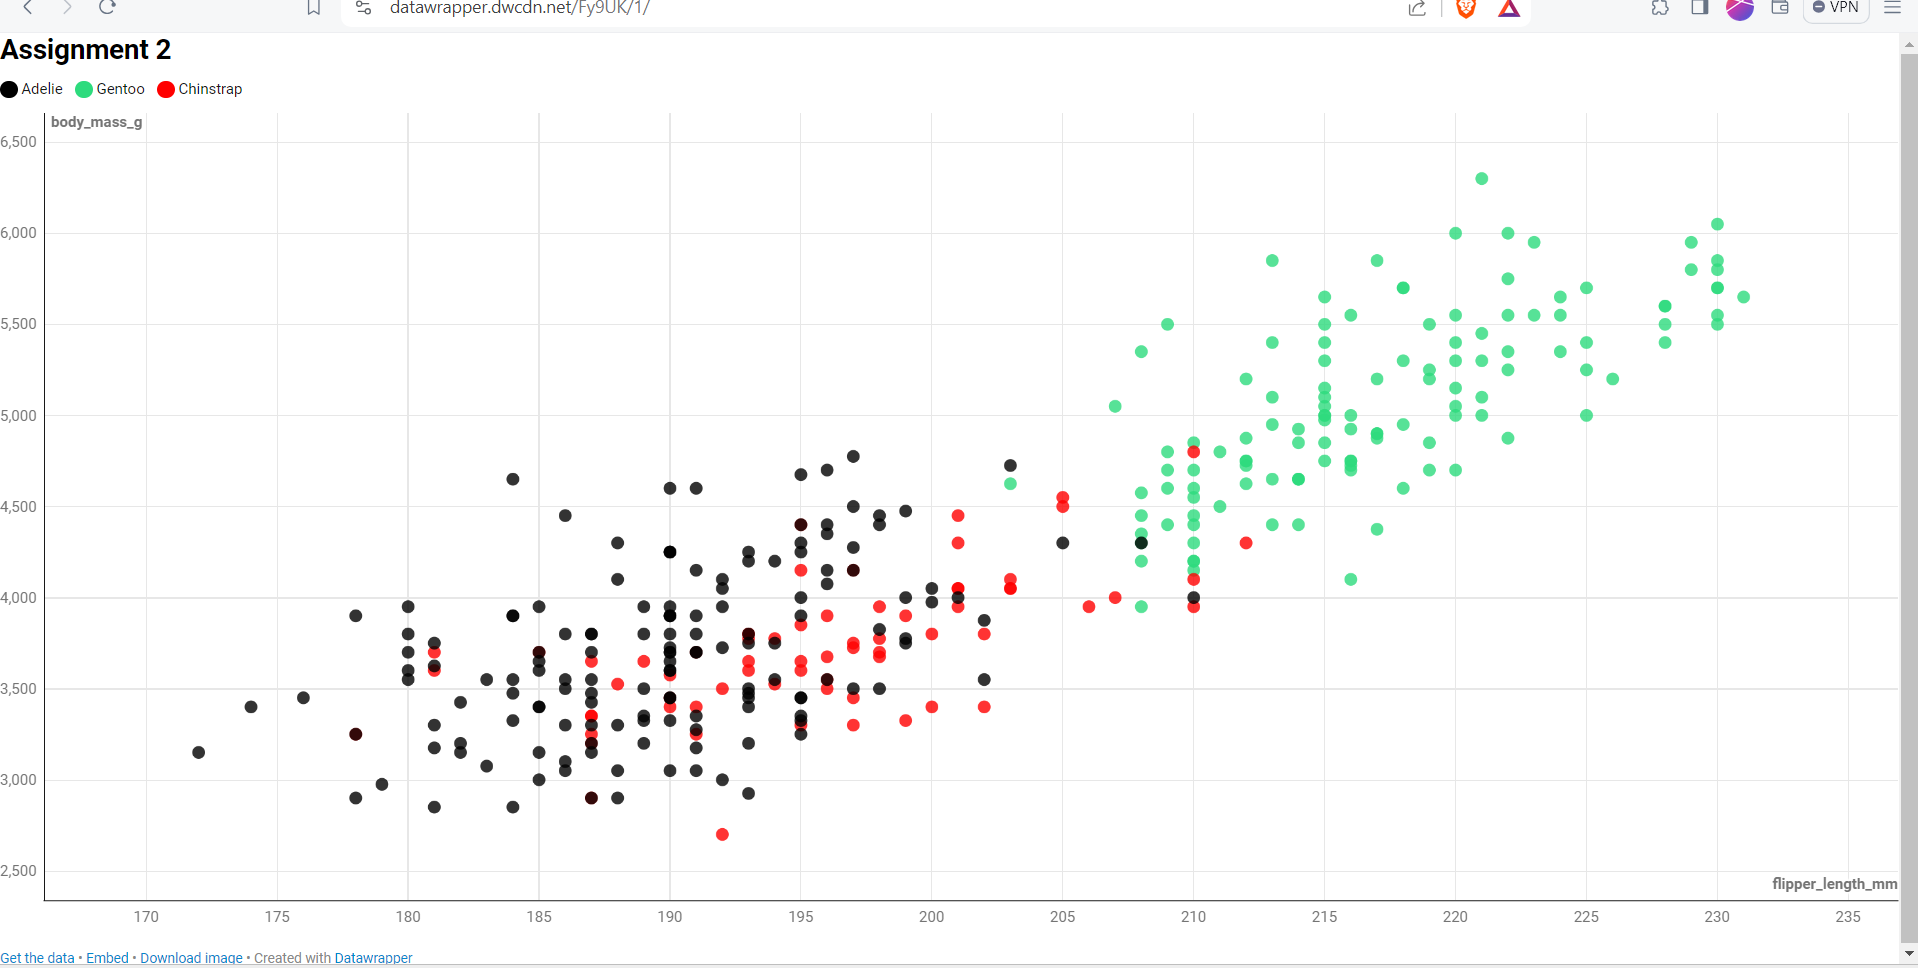 datawrapper.dwcdn.net/Fy9UK/1/
VPN
Assignment 2
Adelie Gentoo Chinstrap
body_mass_g
6,500
6,000
5,500
5,000
4,500
4,000
3,500
3,000
2,500
flipper_length_mm
170 175 180 185 190 195 200 205 210 215 220 225 230 235
Get the data • Embed • Download image • Created with Datawrapper